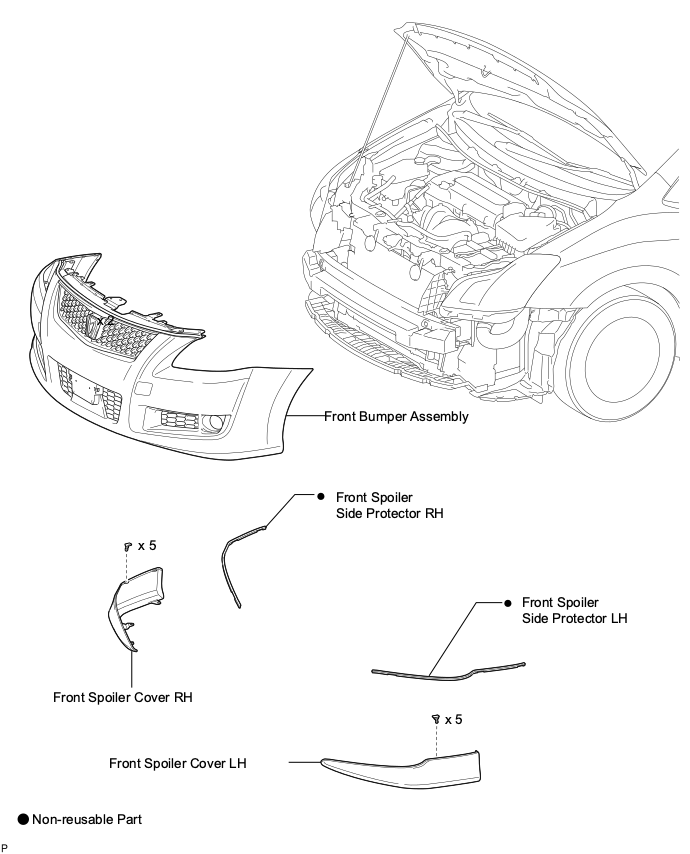 Front Bumper Assembly
Front Spoiler
Side Protector RH
x 5
Front Spoiler
Side Protector LH
Front Spoiler Cover RH
x 5
Front Spoiler Cover LH
Non-reusable Part
P